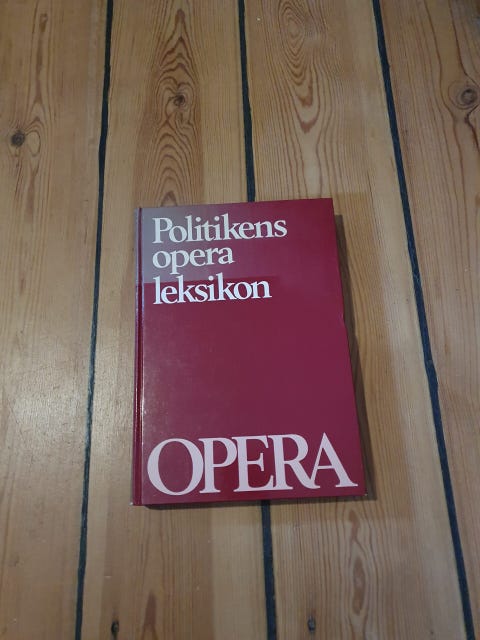 Politikens
opera
leksikon
OPERA